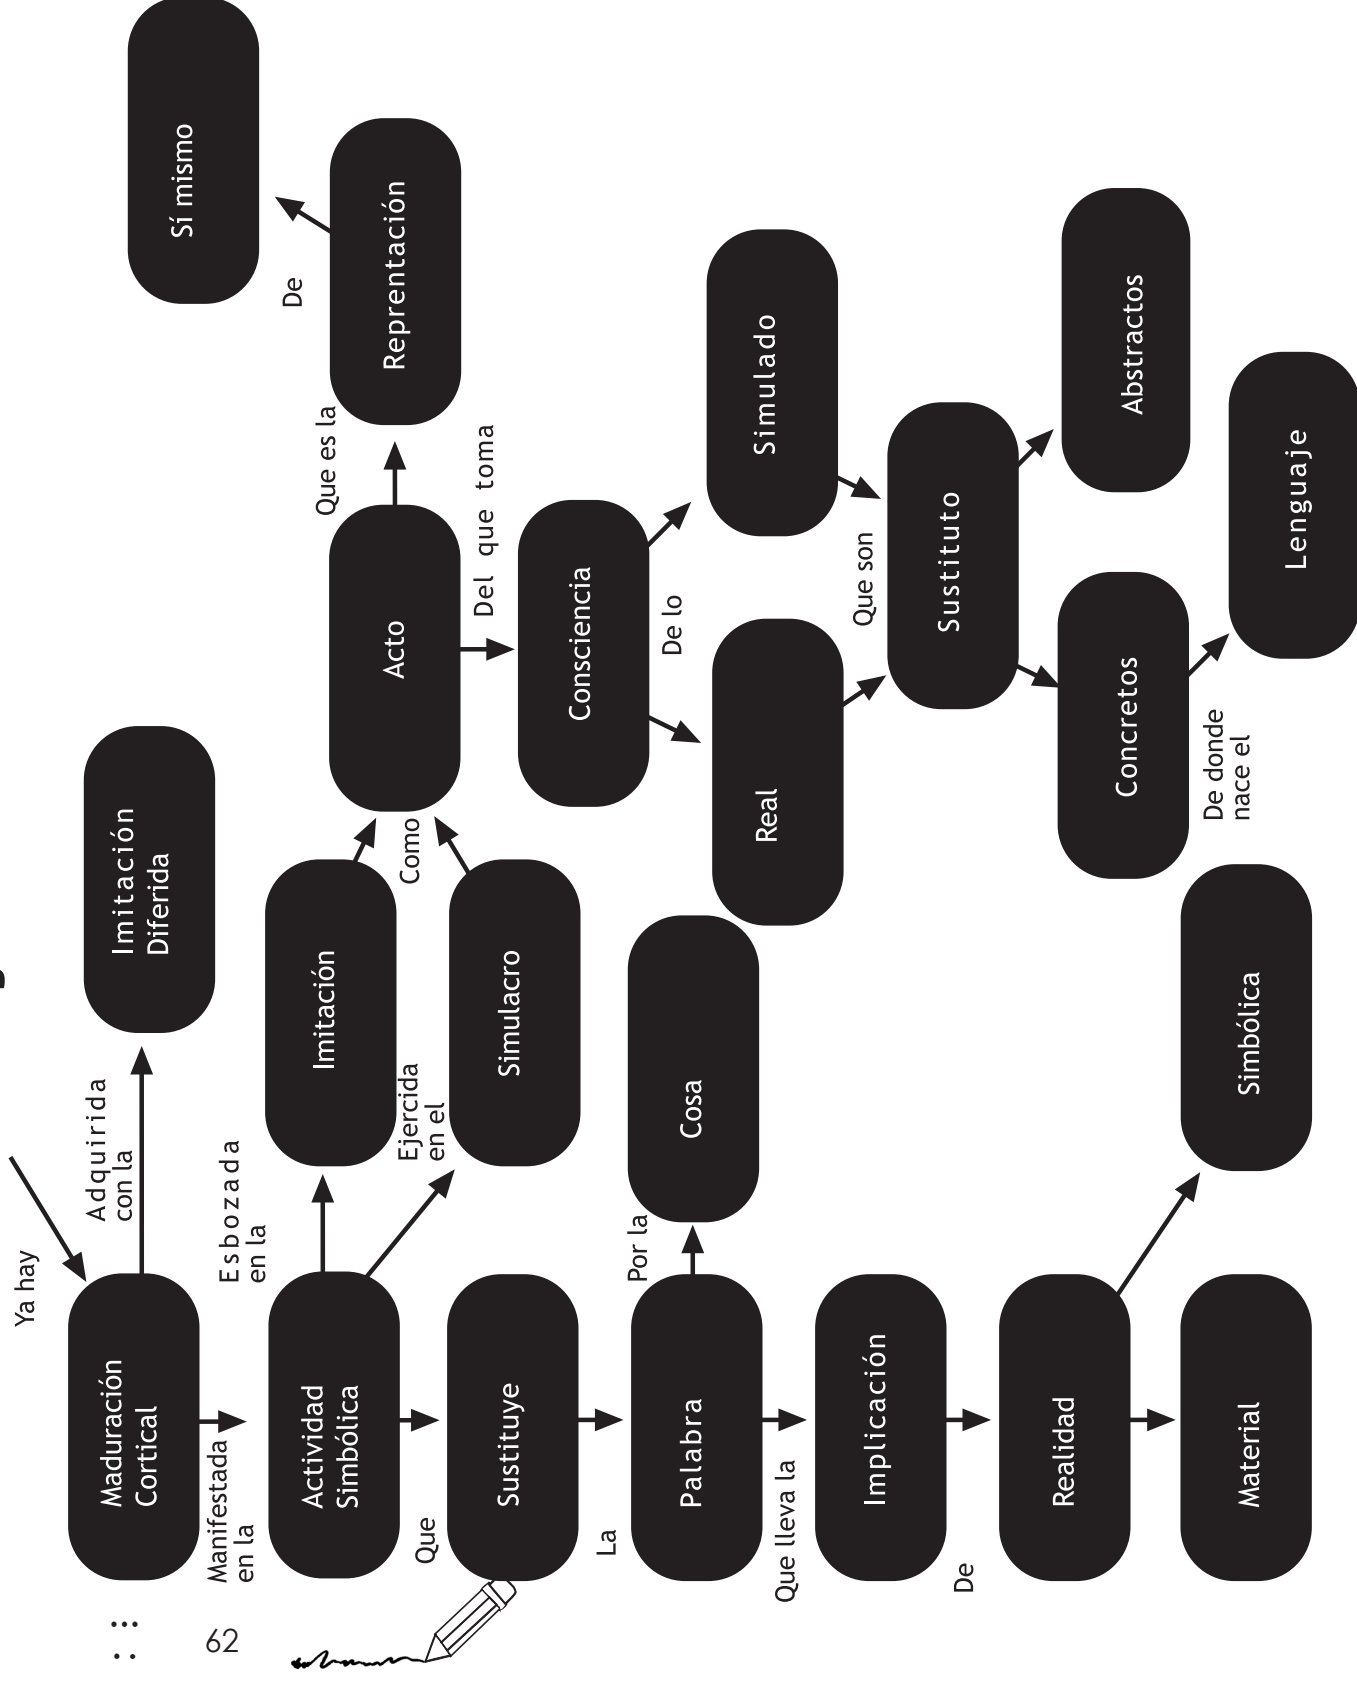 Ya hay
Maduración
Cortical
Adquirida
con la
Imitación
Diferida
Manifestada
en la
Actividad
Simbólica
Esbozada
en la
Imitación
Ejercida
en el
Simulacro
Como
Acto
Que es la
Reprentación
De
Sí mismo
Del que toma
Consciencia
De lo
Real
Simulado
Que son
Sustituto
Concretos
Abstractos
De donde
nace el
Lenguaje
Que
Sustituye
La
Palabra
Por la
Cosa
Que lleva la
Implicación
De
Realidad
Material
Simbólica
62